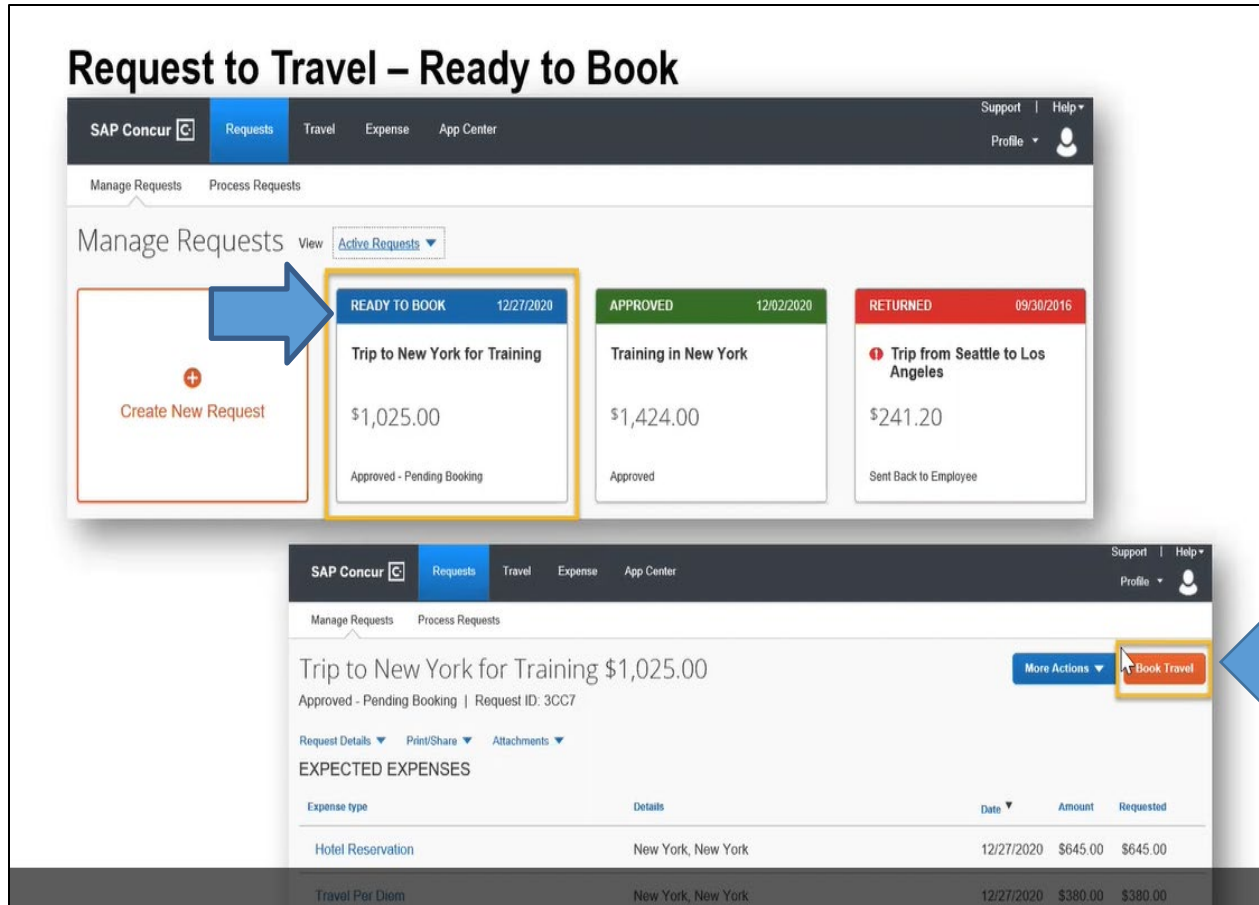 Request to Travel – Ready to Book
Support | Help
SAP Concur C Requests Travel Expense App Center
Profile
Manage Requests Process Requests
Manage Requests View Active Requests
READY TO BOOK 12/27/2020
APPROVED 12/02/2020
RETURNED 09/30/2016
Trip to New York for Training
Training in New York
Trip from Seattle to Los
Angeles
Create New Request
$1,025.00
$1,424.00
$241.20
Approved - Pending Booking
Approved
Sent Back to Employee
Support | Help
SAP Concur C Requests Travel Expense App Center
Profile
Manage Requests Process Requests
Trip to New York for Training $1,025.00
More Actions Book Travel
Approved - Pending Booking | Request ID: 3CC7
Request Details Print/Share Attachments
EXPECTED EXPENSES
Expense type Details Date Amount Requested
Hotel Reservation New York, New York 12/27/2020 $645.00 $645.00
Travel Per Diem New York, New York 12/27/2020 $380.00 $380.00